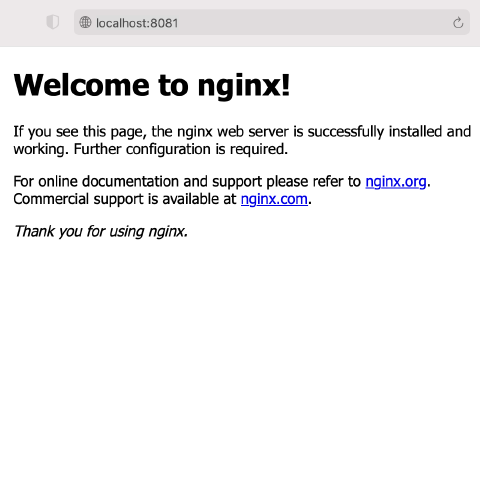 localhost:8081
Welcome to nginx!
If you see this page, the nginx web server is successfully installed and
working. Further configuration is required.
For online documentation and support please refer to nginx.org.
Commercial support is available at nginx.com.
Thank you for using nginx.